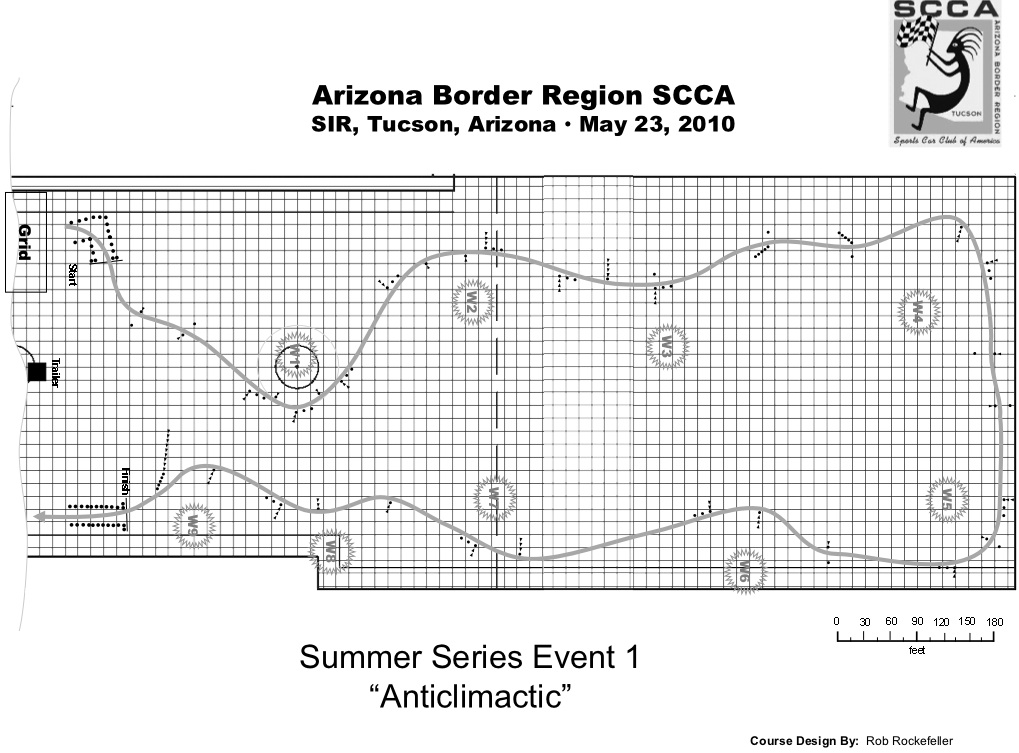 SCCA
ARIZONA BORDER REGION
TUCSON
Sports Car Club of America
Arizona Border Region SCCA
SIR, Tucson, Arizona • May 23, 2010
Grid
Start
Trailer
Finish
W1
W2
W3
W4
W5
W6
W7
W8
W9
0 30 60 90 120 150 180
feet
Summer Series Event 1
“Anticlimactic”
Course Design By: Rob Rockefeller